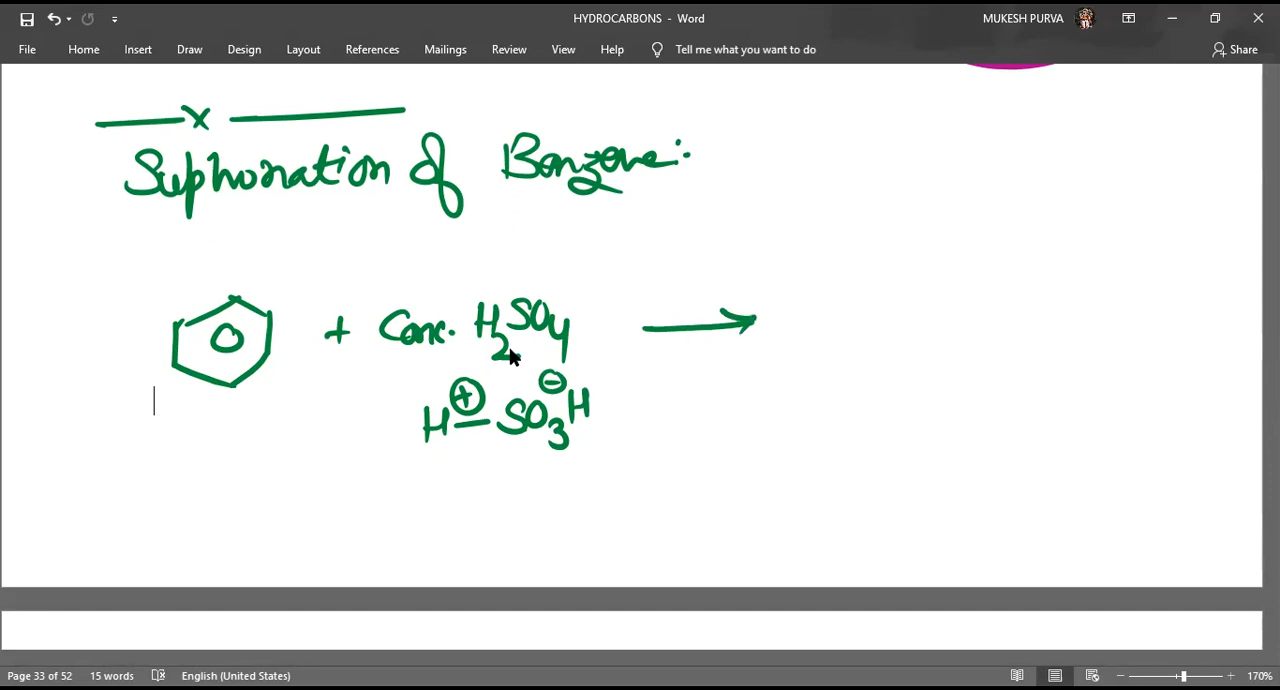 HYDROCARBONS - Word MUKESH PURVA
File Home Insert Draw Design Layout References Mailings Review View Help Tell me what you want to do Share
x
Suphonation of Benzene:
+ Conc. H2SO4 →
H⊕– SO3⊖H
Page 33 of 52 15 words English (United States) 170%